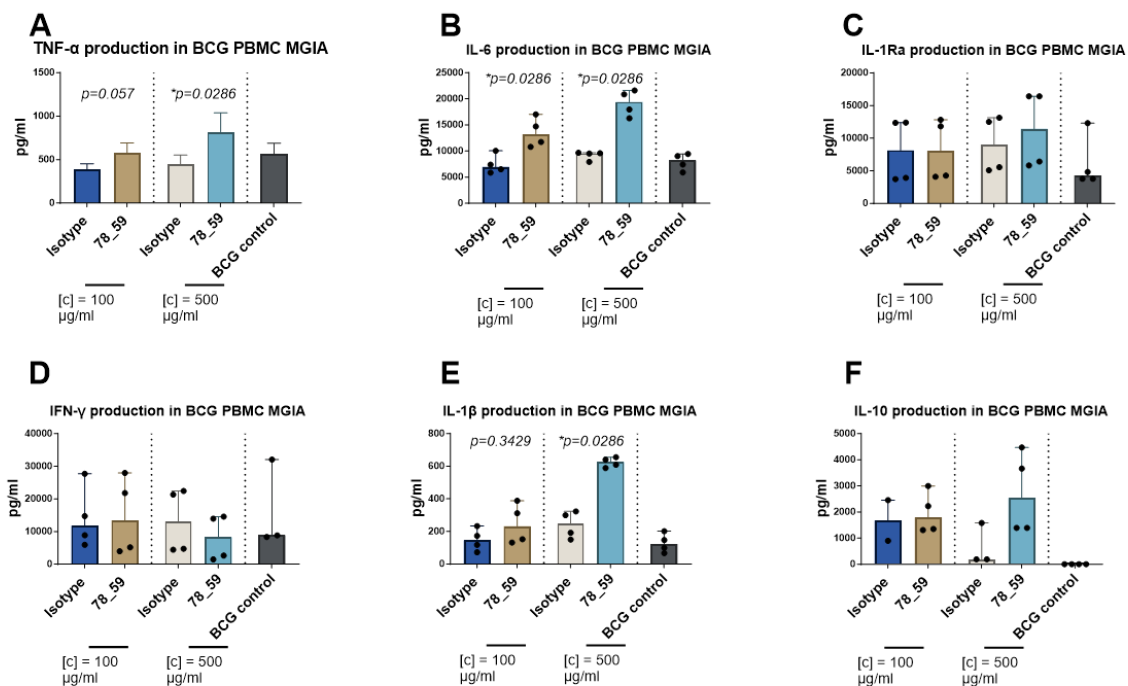 A
TNF-α production in BCG PBMC MGIA
1500
1000
500
0
pg/ml
p=0.057
*p=0.0286
Isotype
78_59
Isotype
78_59
BCG control
[c] = 100
µg/ml
[c] = 500
µg/ml
B
IL-6 production in BCG PBMC MGIA
25000
20000
15000
10000
5000
0
pg/ml
*p=0.0286
*p=0.0286
Isotype
78_59
Isotype
78_59
BCG control
[c] = 100
µg/ml
[c] = 500
µg/ml
C
IL-1Ra production in BCG PBMC MGIA
20000
15000
10000
5000
0
pg/ml
Isotype
78_59
Isotype
78_59
BCG control
[c] = 100
µg/ml
[c] = 500
µg/ml
D
IFN-γ production in BCG PBMC MGIA
40000
30000
20000
10000
0
pg/ml
Isotype
78_59
Isotype
78_59
BCG control
[c] = 100
µg/ml
[c] = 500
µg/ml
E
IL-1β production in BCG PBMC MGIA
800
600
400
200
0
pg/ml
p=0.3429
*p=0.0286
Isotype
78_59
Isotype
78_59
BCG control
[c] = 100
µg/ml
[c] = 500
µg/ml
F
IL-10 production in BCG PBMC MGIA
5000
4000
3000
2000
1000
0
pg/ml
Isotype
78_59
Isotype
78_59
BCG control
[c] = 100
µg/ml
[c] = 500
µg/ml